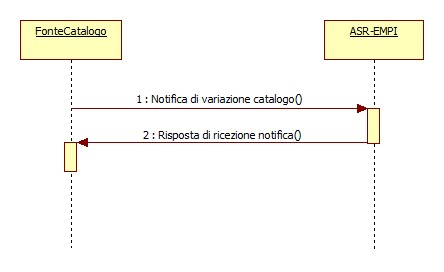 FonteCatalogo
ASR-EMPI
1 : Notifica di variazione catalogo()
2 : Risposta di ricezione notifica()